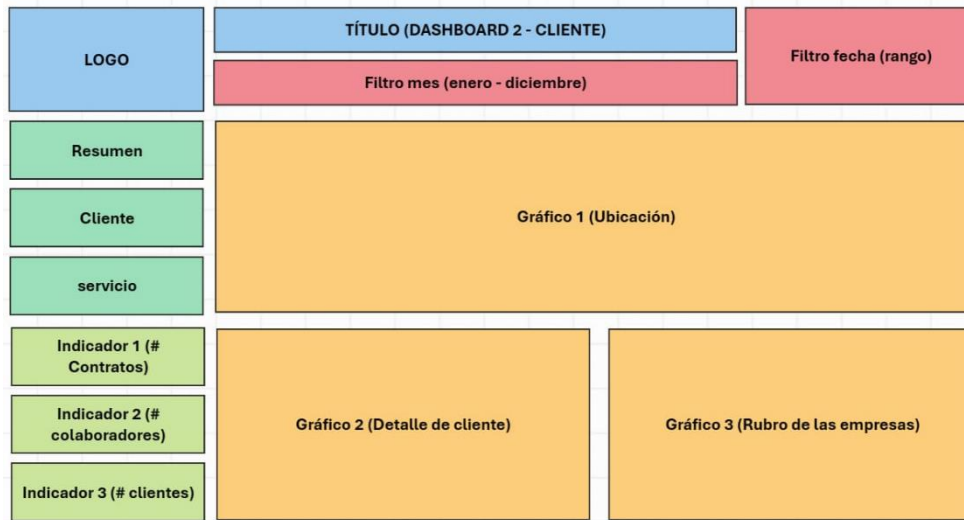 LOGO
TÍTULO (DASHBOARD 2 - CLIENTE)
Filtro mes (enero - diciembre)
Filtro fecha (rango)
Resumen
Cliente
servicio
Gráfico 1 (Ubicación)
Indicador 1 (#
Contratos)
Indicador 2 (#
colaboradores)
Indicador 3 (# clientes)
Gráfico 2 (Detalle de cliente)
Gráfico 3 (Rubro de las empresas)